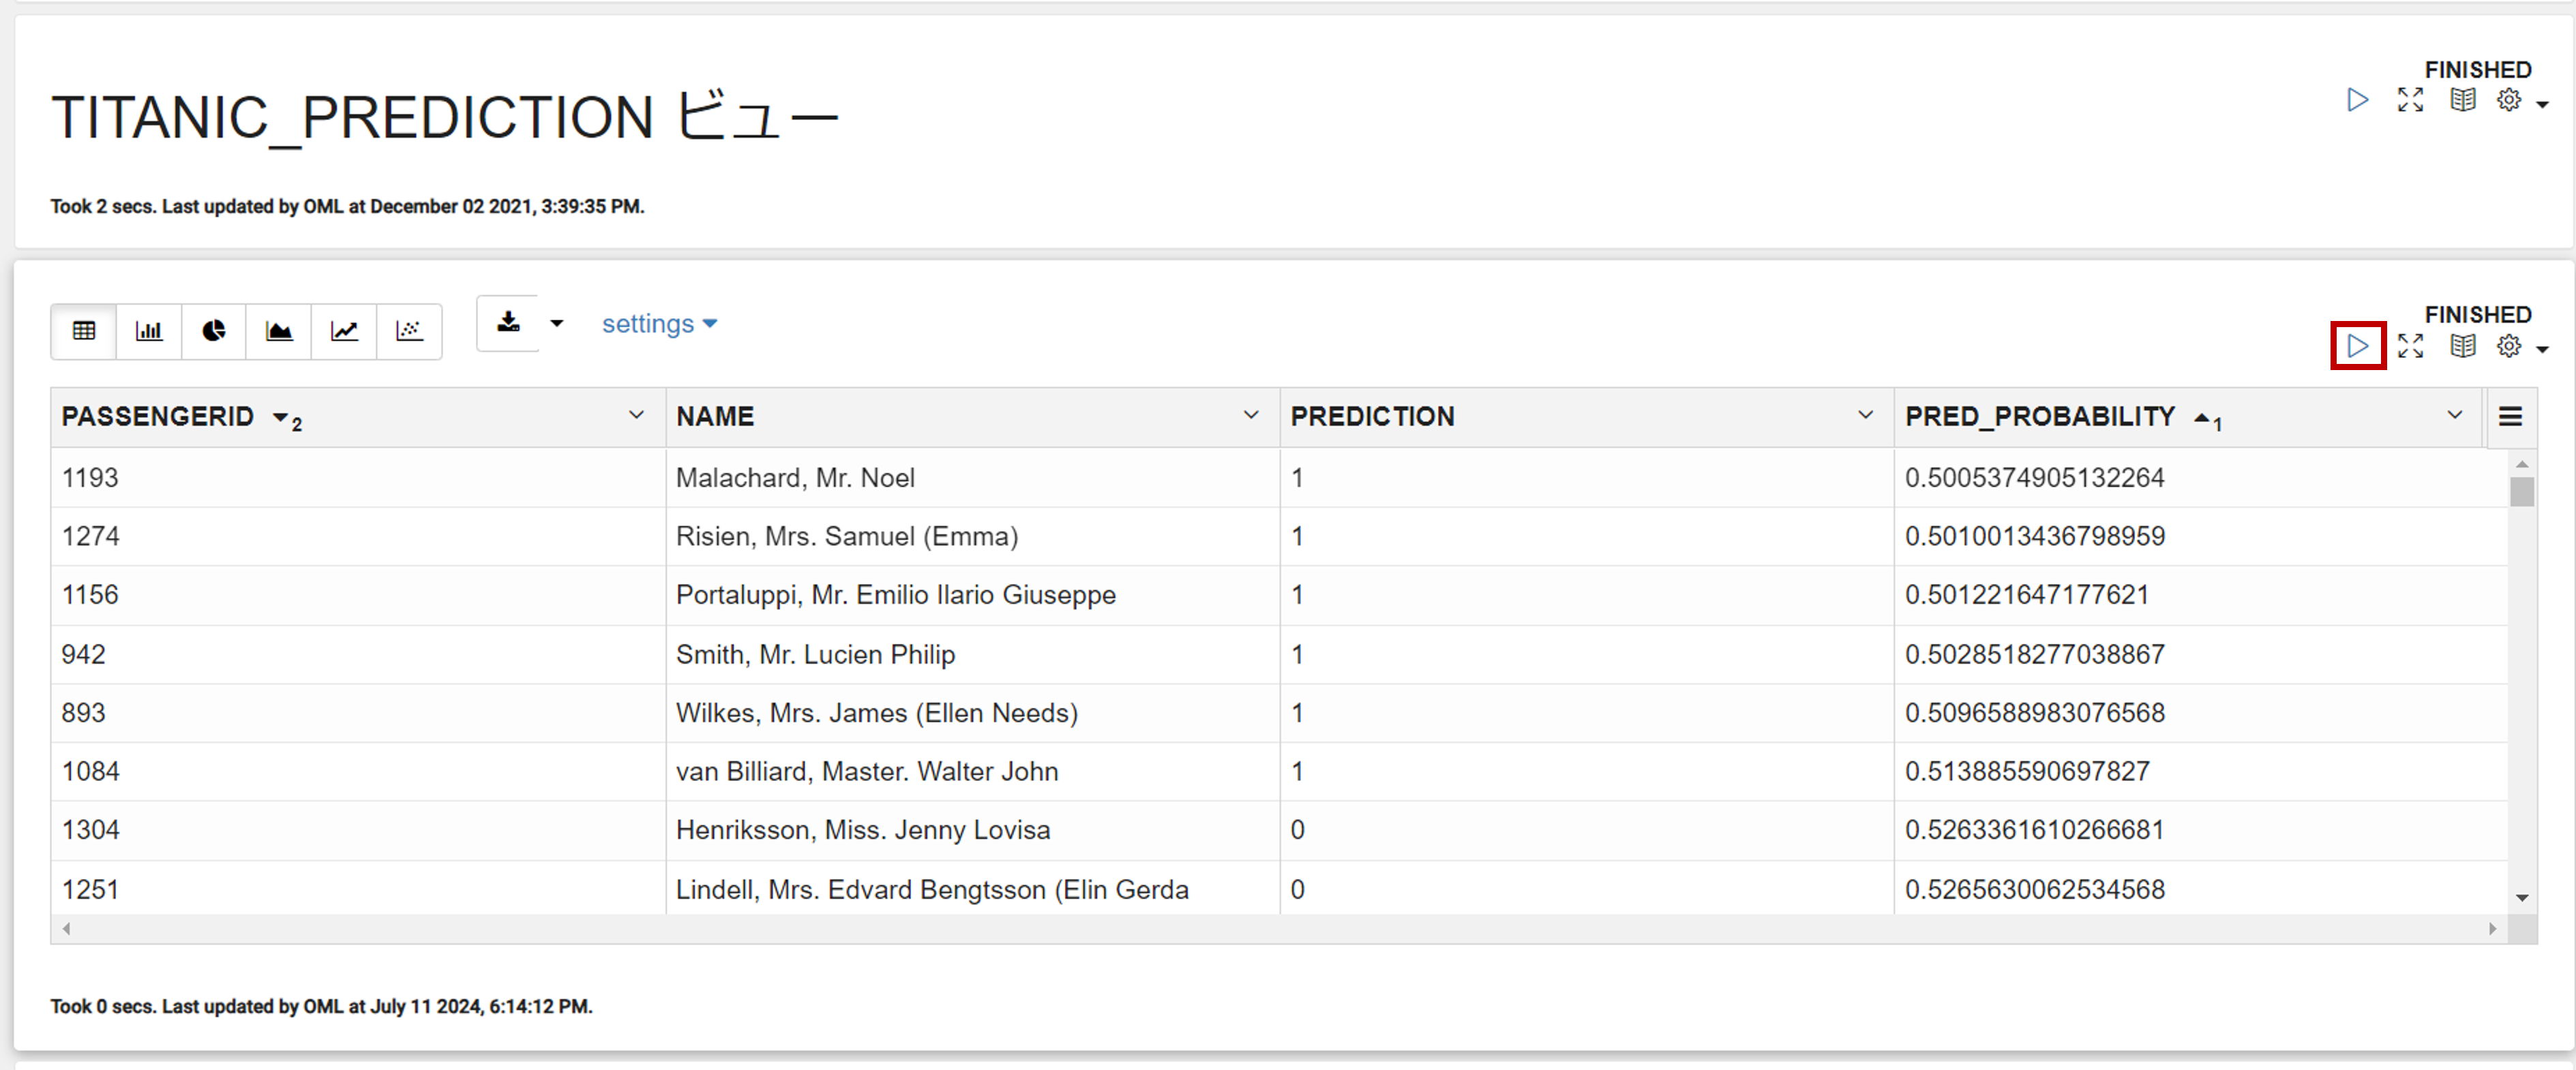 FINISHED
TITANIC_PREDICTION ビュー
Took 2 secs. Last updated by OML at December 02 2021, 3:39:35 PM.
settings
FINISHED
PASSENGERID 2 NAME PREDICTION PRED_PROBABILITY 1
1193 Malachard, Mr. Noel 1 0.5005374905132264
1274 Risien, Mrs. Samuel (Emma) 1 0.5010013436798959
1156 Portaluppi, Mr. Emilio Ilario Giuseppe 1 0.501221647177621
942 Smith, Mr. Lucien Philip 1 0.5028518277038867
893 Wilkes, Mrs. James (Ellen Needs) 1 0.5096588983076568
1084 van Billiard, Master. Walter John 1 0.513885590697827
1304 Henriksson, Miss. Jenny Lovisa 0 0.5263361610266681
1251 Lindell, Mrs. Edvard Bengtsson (Elin Gerda 0 0.5265630062534568
Took 0 secs. Last updated by OML at July 11 2024, 6:14:12 PM.